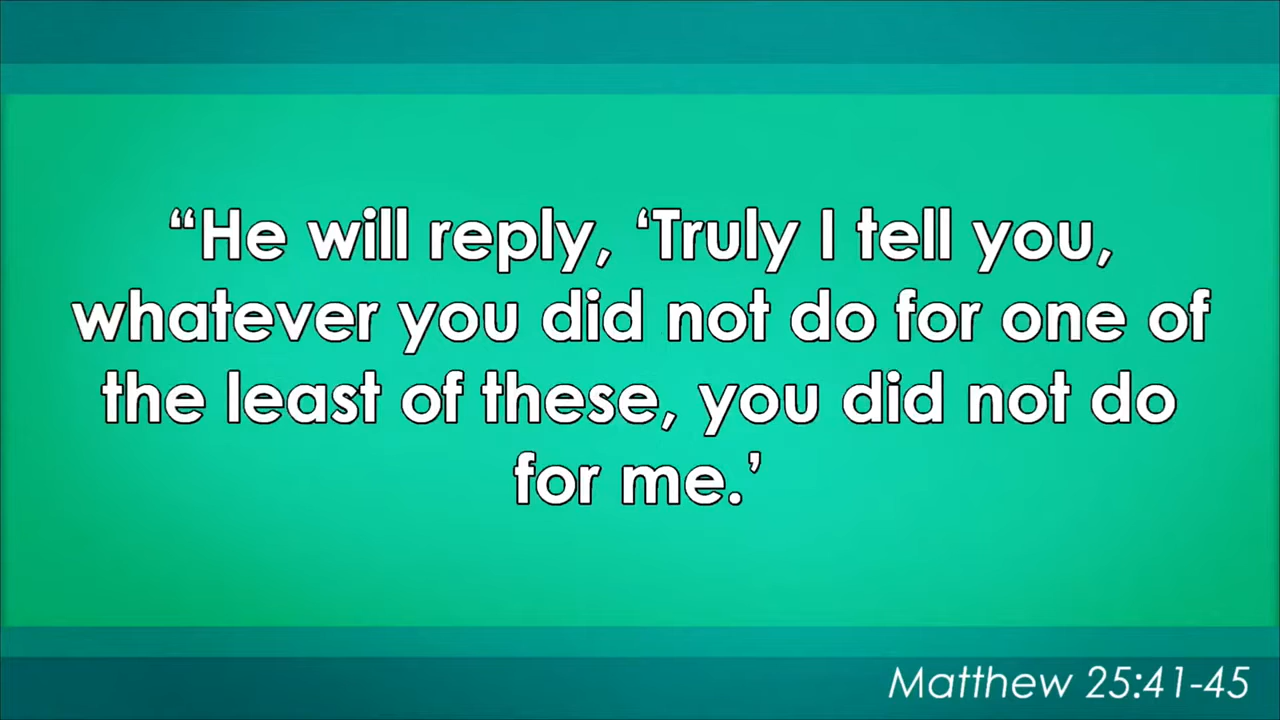 “He will reply, ‘Truly I tell you,
whatever you did not do for one of
the least of these, you did not do
for me.’
Matthew 25:41-45